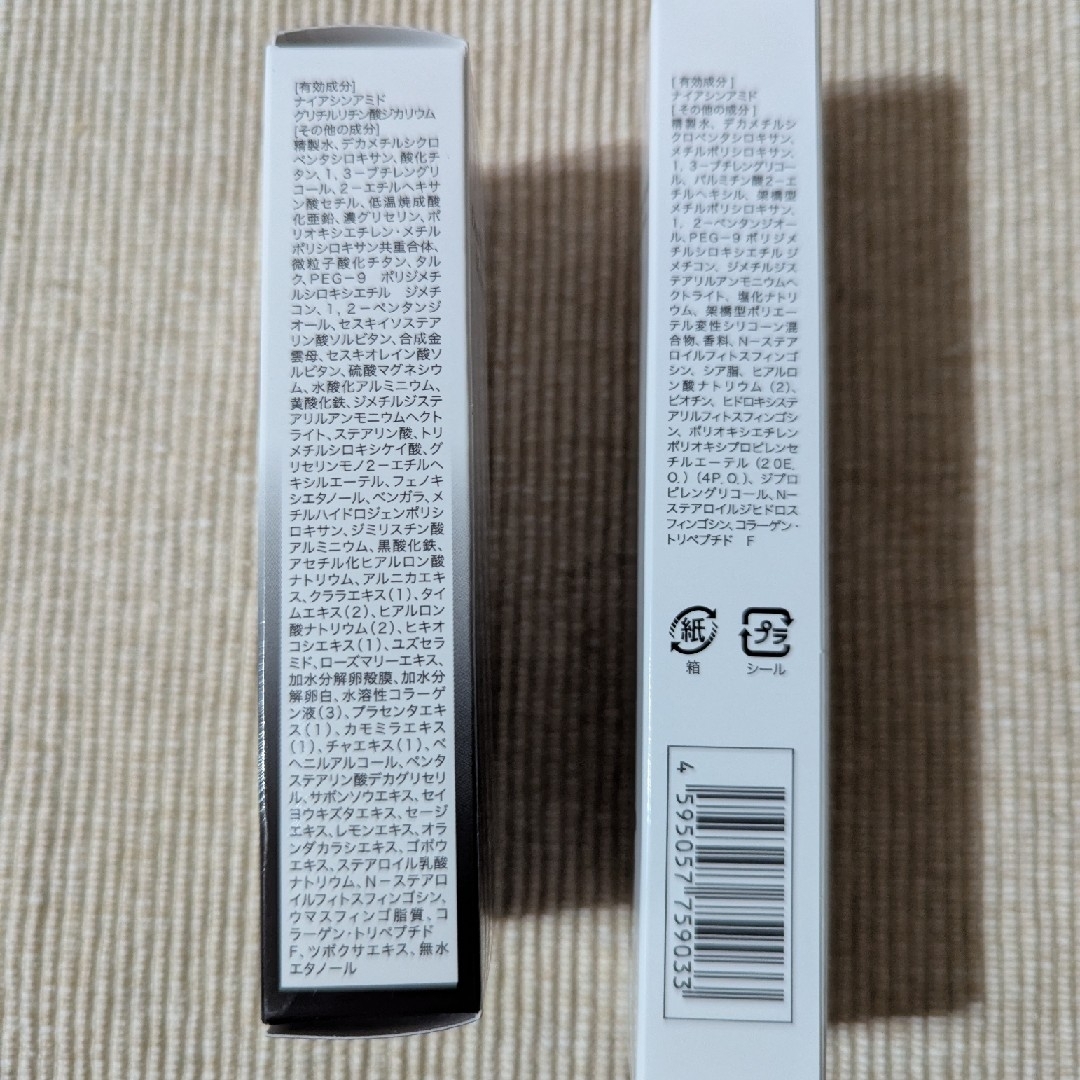 [有効成分]
ナイアシンアミド
グリチルリチン酸ジカリウム
[その他の成分]
精製水、デカメチルシクロ
ペンタシロキサン、酸化チ
タン、1、3－ブチレングリ
コール、2－エチルヘキサ
ン酸セチル、低温焼成酸
化亜鉛、濃グリセリン、ポ
リオキシエチレン・メチル
ポリシロキサン共重合体、
微粒子酸化チタン、タル
ク、PEG－9　ポリジメチ
ルシロキシエチル　ジメチ
コン、1，2－ペンタンジ
オール、セスキイソステア
リン酸ソルビタン、合成金
雲母、セスキオレイン酸ソ
ルビタン、硫酸マグネシウ
ム、水酸化アルミニウム、
黄酸化鉄、ジメチルジステ
アリルアンモニウムヘクト
ライト、ステアリン酸、トリ
メチルシロキシケイ酸、グ
リセリンモノ2－エチルヘ
キシルエーテル、フェノキ
シエタノール、ベンガラ、メ
チルハイドロジェンポリシ
ロキサン、ジミリスチン酸
アルミニウム、黒酸化鉄、
アセチル化ヒアルロン酸
ナトリウム、アルニカエキ
ス、クララエキス(1)、タイ
ムエキス(2)、ヒアルロン
酸ナトリウム(2)、ヒキオ
コシエキス(1)、ユズセラ
ミド、ローズマリーエキス、
加水分解卵殻膜、加水分
解卵白、水溶性コラーゲ
ン液(3)、プラセンタエキ
ス(1)、カモミラエキス
(1)、チャエキス(1)、ベ
ヘニルアルコール、ペンタ
ステアリン酸デカグリセリ
ル、サボンソウエキス、セイ
ヨウキズタエキス、セージ
エキス、レモンエキス、オラ
ンダカラシエキス、ゴボウ
エキス、ステアロイル乳酸
ナトリウム、N－ステアロ
イルフィトスフィンゴシン、
ウマスフィンゴ脂質、コ
ラーゲン・トリペプチド
F、ツボクサエキス、無水
エタノール
[有効成分]
ナイアシンアミド
[その他の成分]
精製水、デカメチルシ
クロペンタシロキサン、
メチルポリシロキサン、
1，3－ブチレングリコー
ル、パルミチン酸2－エ
チルヘキシル、架橋型
メチルポリシロキサン、
1，2－ペンタンジオー
ル、PEG－9 ポリジメ
チルシロキシエチル ジ
メチコン、ジメチルジス
テアリルアンモニウムヘ
クトライト、塩化ナトリ
ウム、架橋型ポリエー
テル変性シリコーン混
合物、香料、N－ステア
ロイルフィトスフィンゴ
シン、シア脂、ヒアルロ
ン酸ナトリウム(2)、
ビオチン、ヒドロキシステ
アリルフィトスフィンゴシ
ン、ポリオキシエチレン
ポリオキシプロピレンセ
チルエーテル(20E.
O.)(4P.O.)、ジプロ
ピレングリコール、N－
ステアロイルジヒドロス
フィンゴシン、コラーゲン・
トリペプチド　F
紙
箱
プラ
シール
4 595057 759033